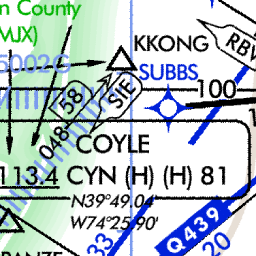 n County
MJX)
KKONG
RBV
5002G
SUBBS
58
SIE
100
048
COYLE
113.4 CYN (H) (H) 81
N39°49.04'
W74°25.90'
Q439
33
20